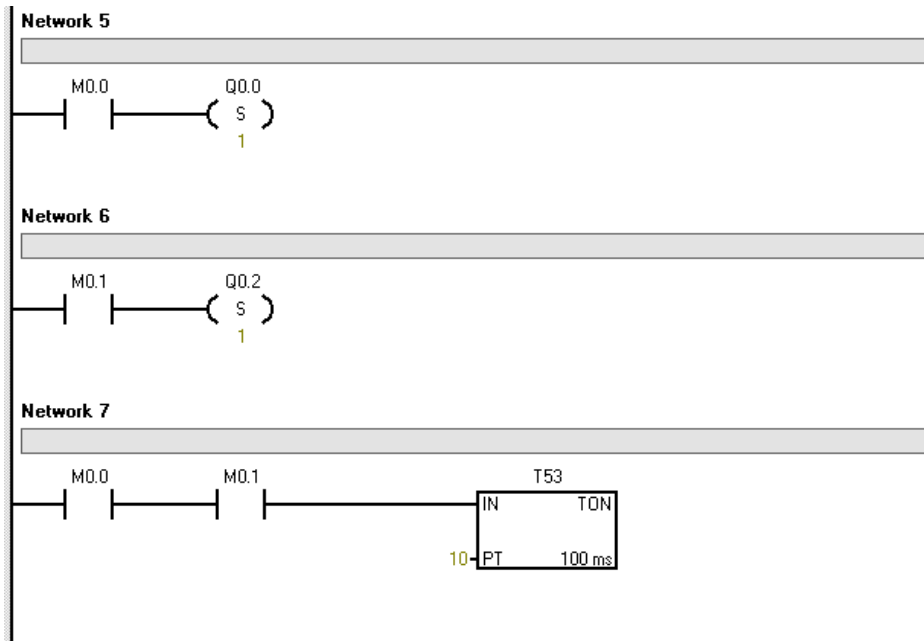 Network 5
M0.0 Q0.0
S
1
Network 6
M0.1 Q0.2
S
1
Network 7
M0.0 M0.1 T53
IN TON
10 PT 100 ms